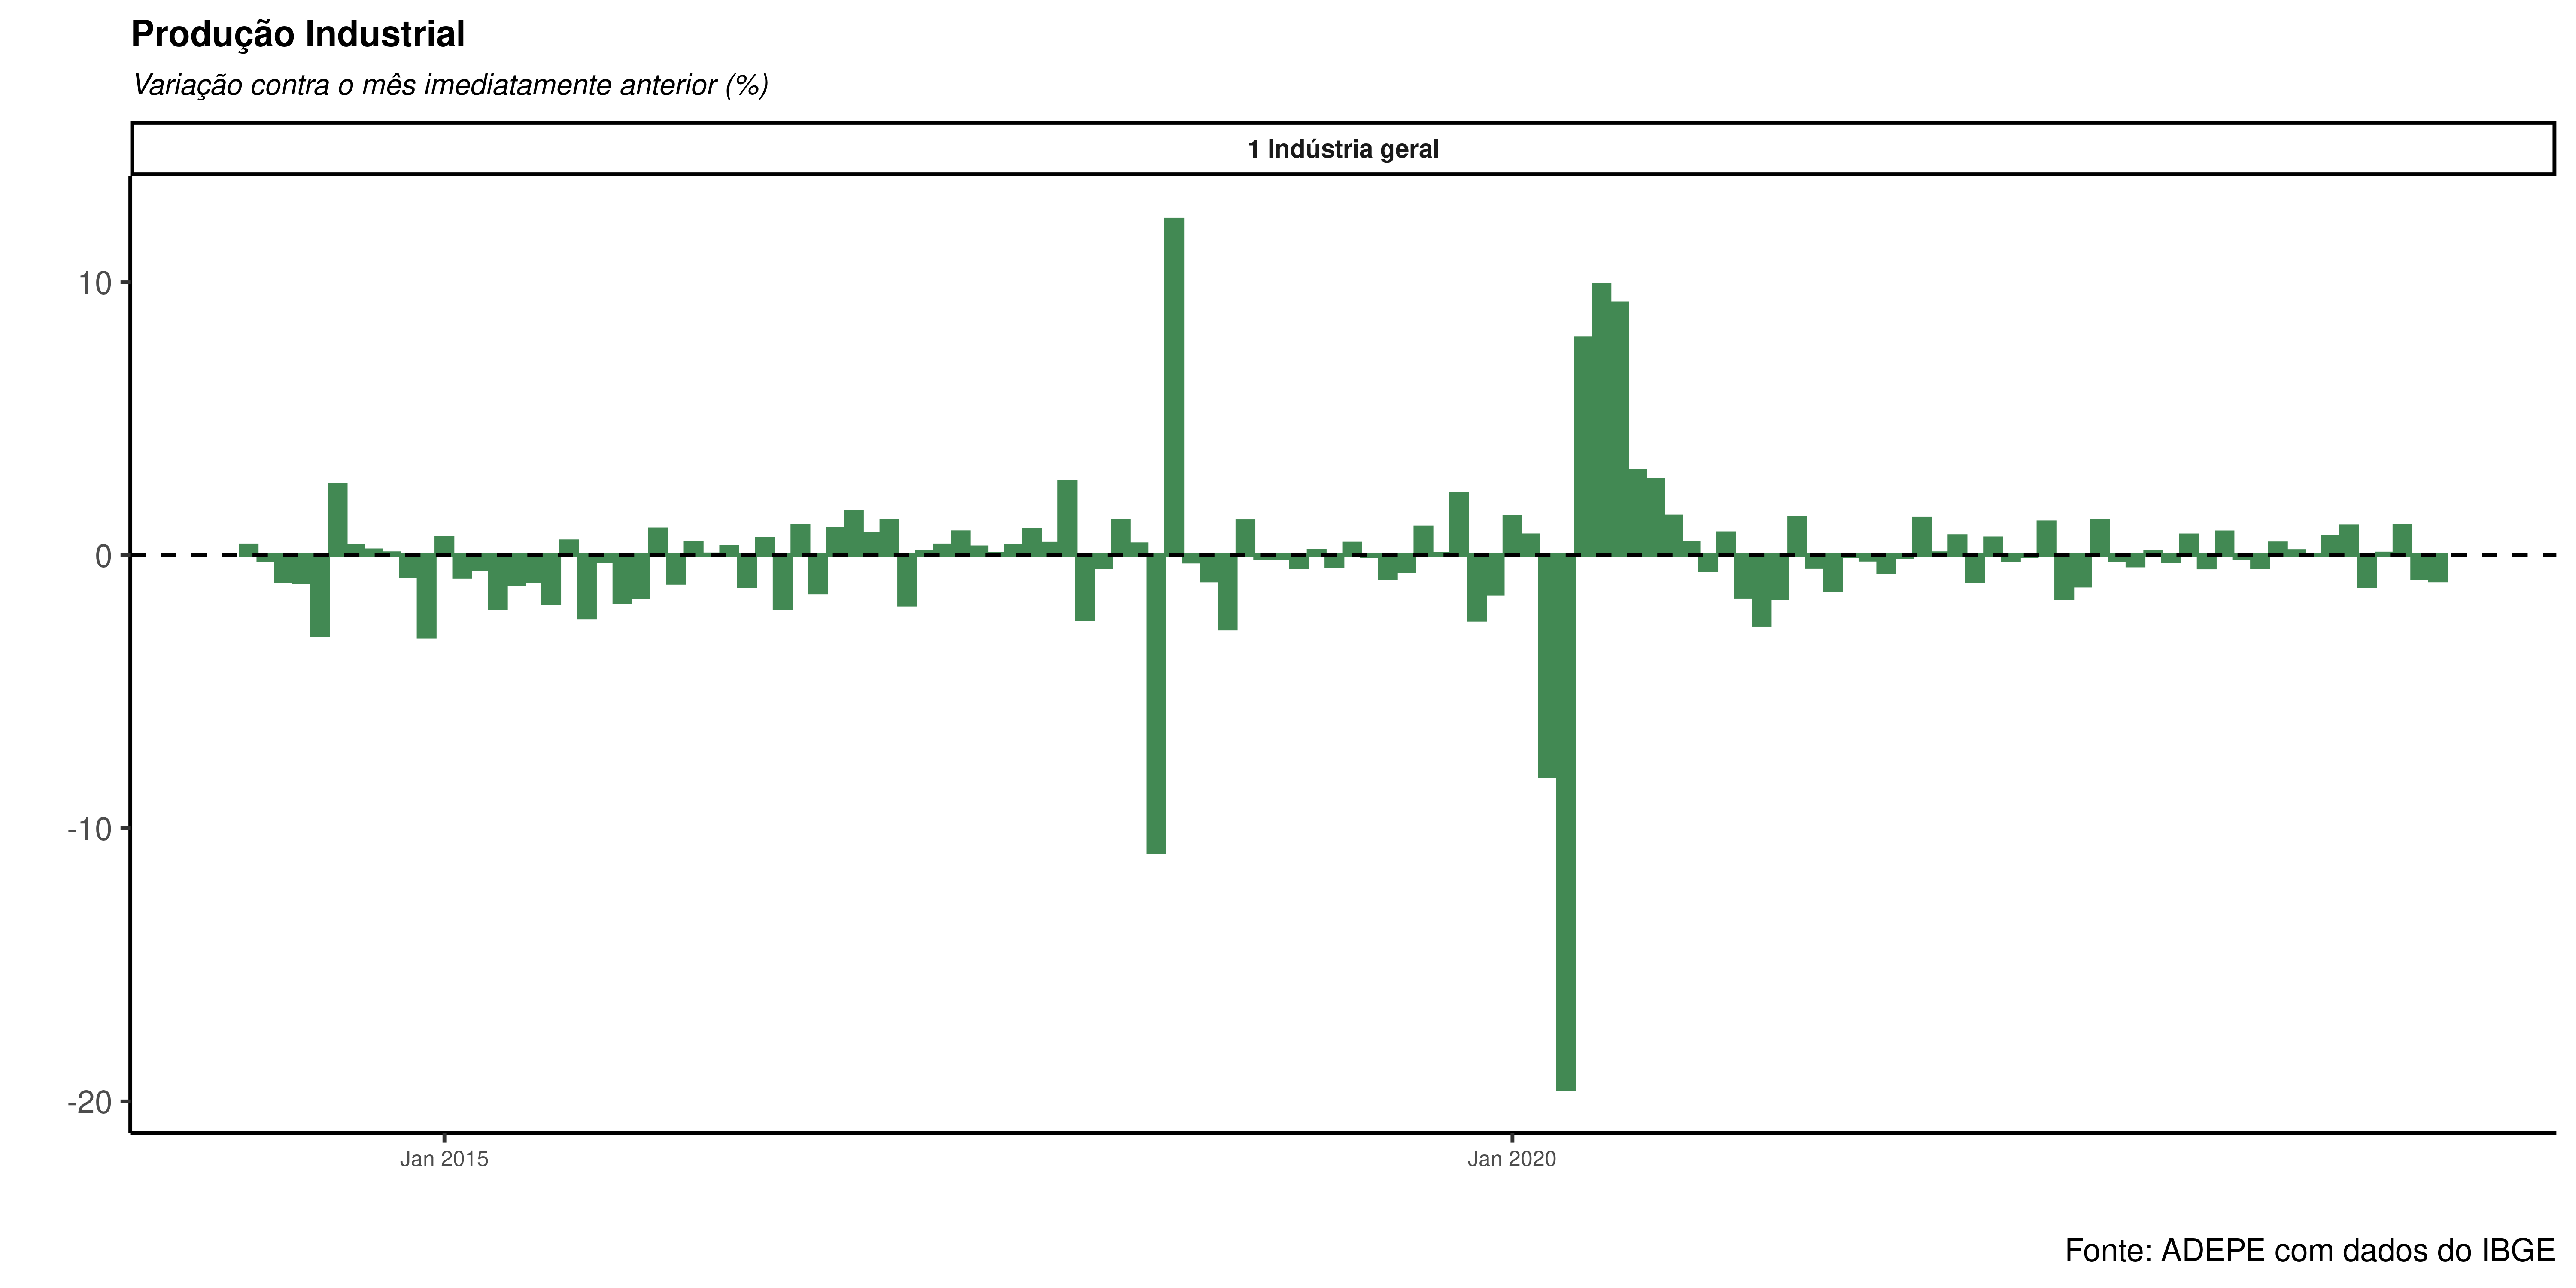 Produção Industrial
Variação contra o mês imediatamente anterior (%)
1 Indústria geral
10
0
-10
-20
Jan 2015
Jan 2020
Fonte: ADEPE com dados do IBGE